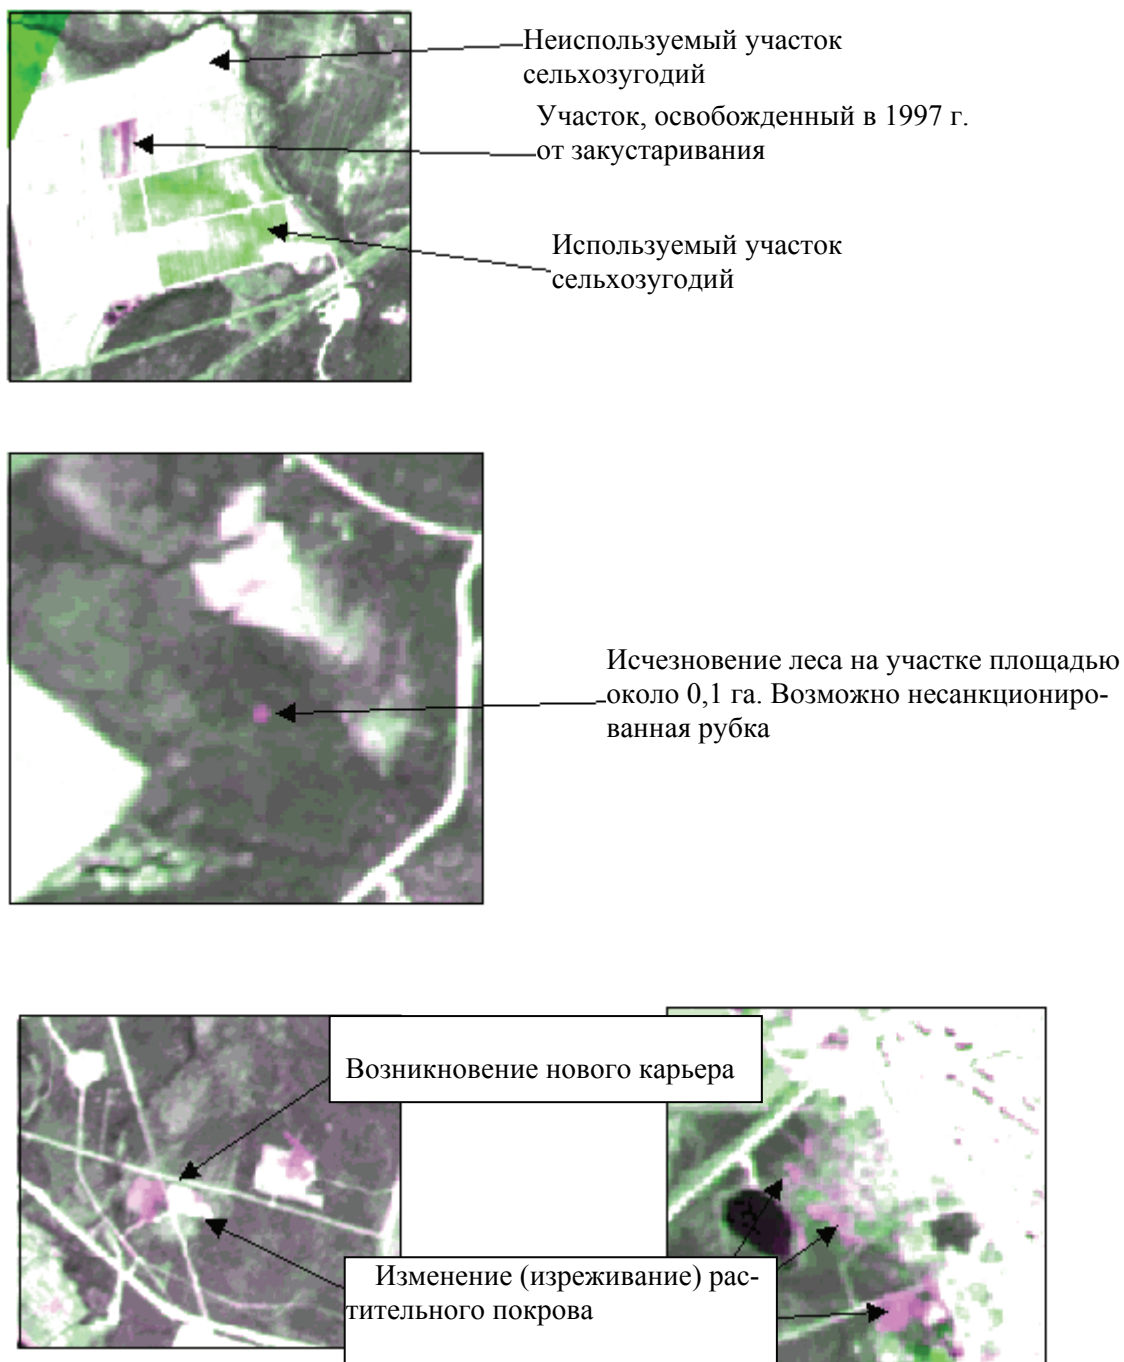 Неиспользуемый участок
сельхозугодий
Участок, освобожденный в 1997 г.
от закустаривания
Используемый участок
сельхозугодий
Исчезновение леса на участке площадью
около 0,1 га. Возможно несанкциониро-
ванная рубка
Возникновение нового карьера
Изменение (изреживание) рас-
тительного покрова